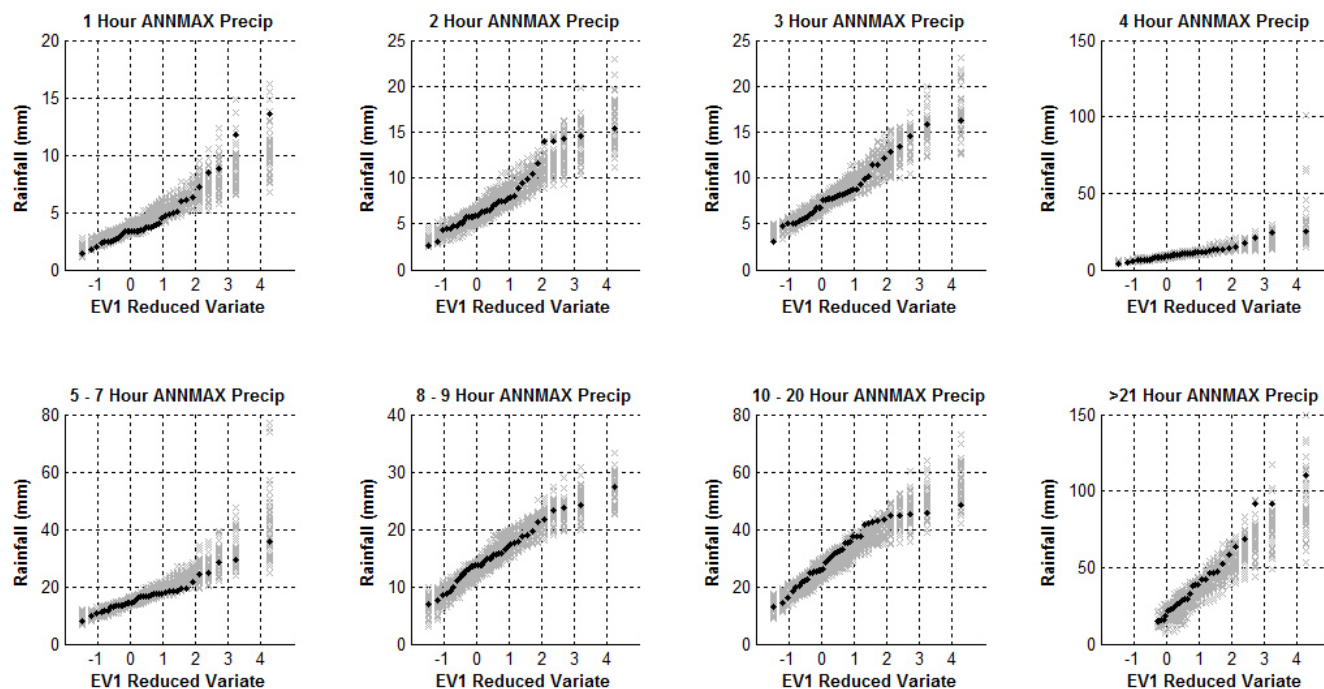 1 Hour ANNMAX Precip
20
15
10
5
0
Rainfall (mm)
-1 0 1 2 3 4
EV1 Reduced Variate
2 Hour ANNMAX Precip
25
20
15
10
5
0
Rainfall (mm)
-1 0 1 2 3 4
EV1 Reduced Variate
3 Hour ANNMAX Precip
25
20
15
10
5
0
Rainfall (mm)
-1 0 1 2 3 4
EV1 Reduced Variate
4 Hour ANNMAX Precip
150
100
50
0
Rainfall (mm)
-1 0 1 2 3 4
EV1 Reduced Variate
5 - 7 Hour ANNMAX Precip
80
60
40
20
0
Rainfall (mm)
-1 0 1 2 3 4
EV1 Reduced Variate
8 - 9 Hour ANNMAX Precip
40
30
20
10
0
Rainfall (mm)
-1 0 1 2 3 4
EV1 Reduced Variate
10 - 20 Hour ANNMAX Precip
80
60
40
20
0
Rainfall (mm)
-1 0 1 2 3 4
EV1 Reduced Variate
>21 Hour ANNMAX Precip
150
100
50
0
Rainfall (mm)
-1 0 1 2 3 4
EV1 Reduced Variate